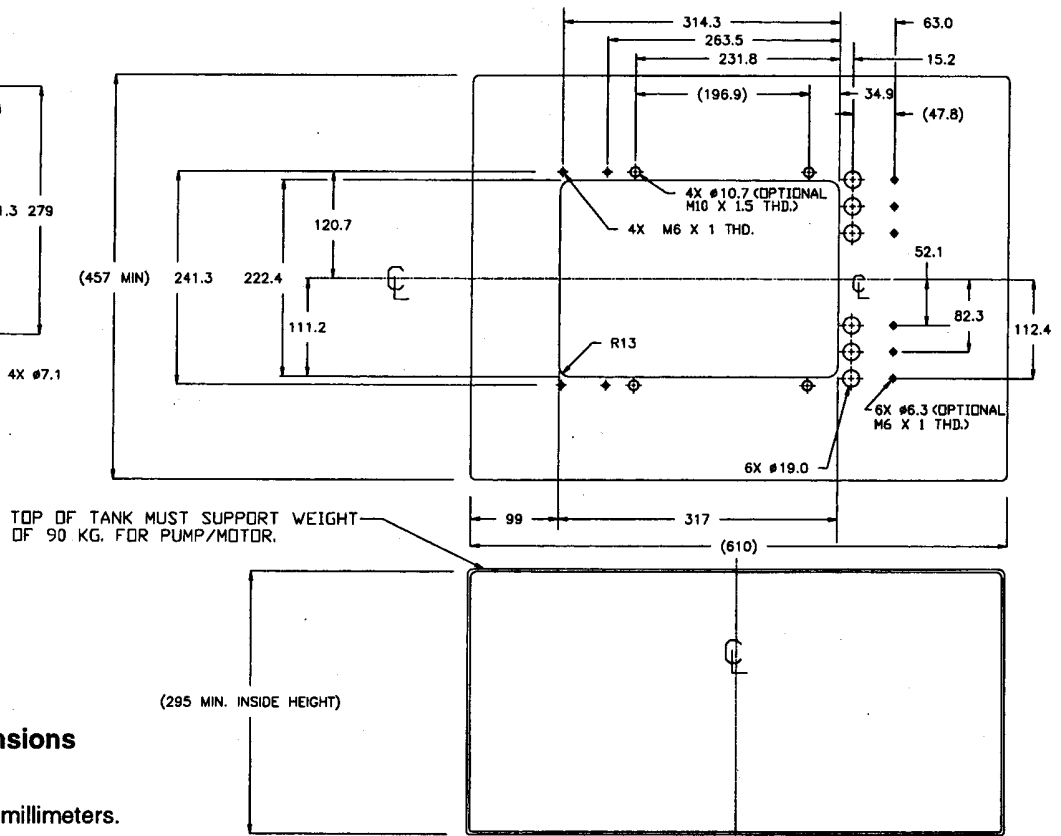 314.3
63.0
263.5
231.8
15.2
(196.9)
34.9
(47.8)
279
4X ø10.7 (OPTIONAL
M10 X 1.5 THD.)
4X M6 X 1 THD.
120.7
52.1
(457 MIN)
241.3
222.4
CL
CL
82.3
112.4
111.2
R13
4X ø7.1
6X ø6.3 (OPTIONAL
M6 X 1 THD.)
6X ø19.0
TOP OF TANK MUST SUPPORT WEIGHT
OF 90 KG. FOR PUMP/MOTOR.
99
317
(610)
CL
(295 MIN. INSIDE HEIGHT)
nsions
millimeters.